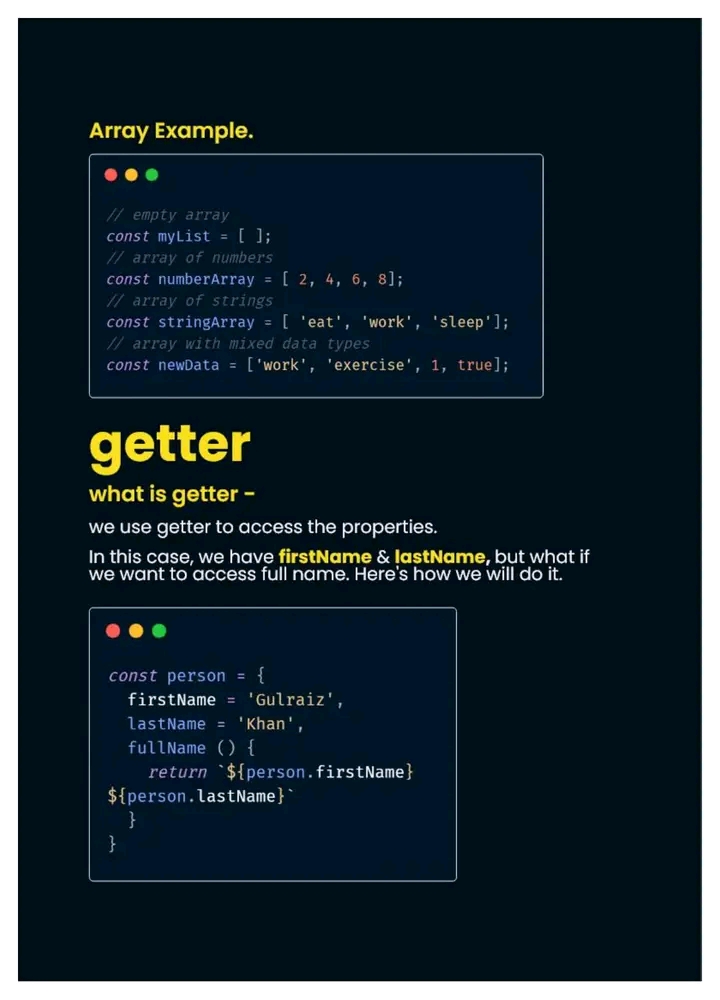 Array Example.
// empty array
const myList = [ ];
// array of numbers
const numberArray = [ 2, 4, 6, 8];
// array of strings
const stringArray = [ 'eat', 'work', 'sleep'];
// array with mixed data types
const newData = ['work', 'exercise', 1, true];
getter
what is getter -
we use getter to access the properties.
In this case, we have firstName & lastName, but what if
we want to access full name. Here's how we will do it.
const person = {
firstName = 'Gulraiz',
lastName = 'Khan',
fullName () {
return `${person.firstName}
${person.lastName}`
}
}